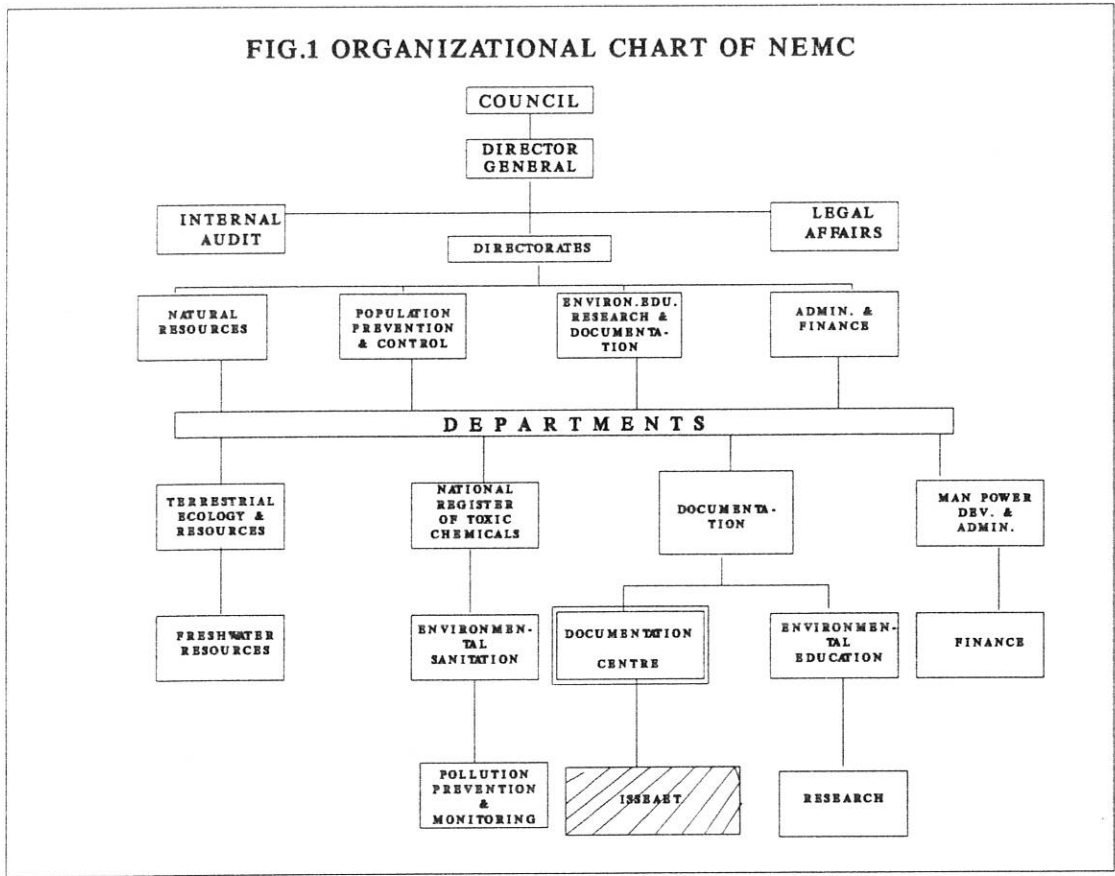 FIG.1 ORGANIZATIONAL CHART OF NEMC
COUNCIL
DIRECTOR
GENERAL
INTERNAL
AUDIT
LEGAL
AFFAIRS
DIRECTORATES
NATURAL
RESOURCES
POPULATION
PREVENTION
& CONTROL
ENVIRON.EDU.
RESEARCH &
DOCUMENTA-
TION
ADMIN. &
FINANCE
DEPARTMENTS
TERRESTRIAL
ECOLOGY &
RESOURCES
NATIONAL
REGISTER
OF TOXIC
CHEMICALS
DOCUMENTA-
TION
MAN POWER
DEV. &
ADMIN.
FRESHWATER
RESOURCES
ENVIRONMEN-
TAL
SANITATION
DOCUMENTATION
CENTRE
ENVIRONMEN-
TAL
EDUCATION
FINANCE
POLLUTION
PREVENTION
&
MONITORING
ISSEAET
RESEARCH